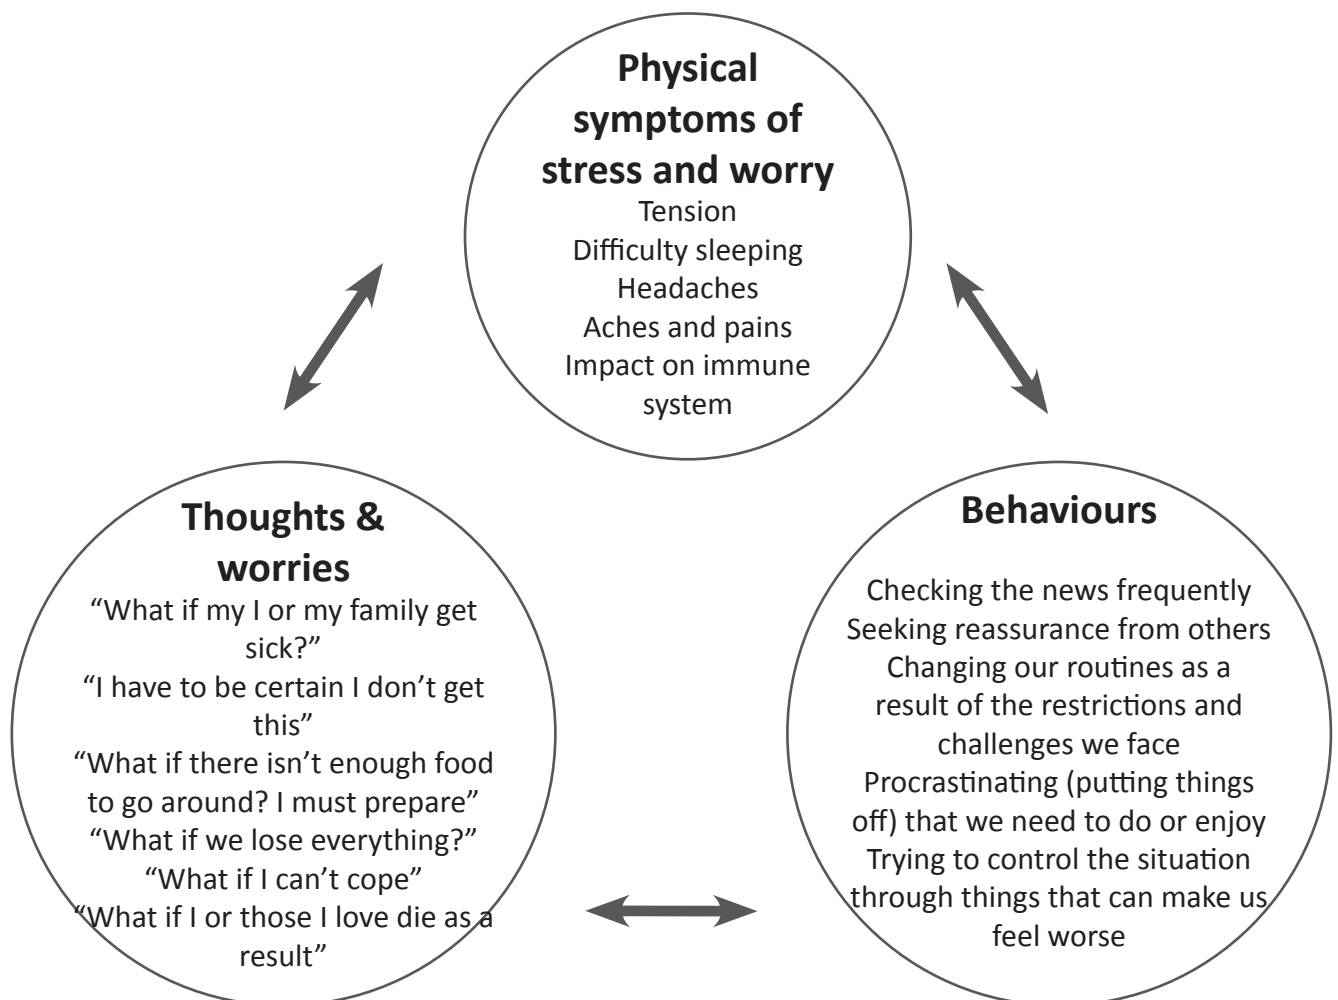 Physical
symptoms of
stress and worry
Tension
Difficulty sleeping
Headaches
Aches and pains
Impact on immune
system
Thoughts &
worries
“What if my I or my family get
sick?”
“I have to be certain I don’t get
this”
“What if there isn’t enough food
to go around? I must prepare”
“What if we lose everything?”
“What if I can’t cope”
“What if I or those I love die as a
result”
Behaviours
Checking the news frequently
Seeking reassurance from others
Changing our routines as a
result of the restrictions and
challenges we face
Procrastinating (putting things
off) that we need to do or enjoy
Trying to control the situation
through things that can make us
feel worse